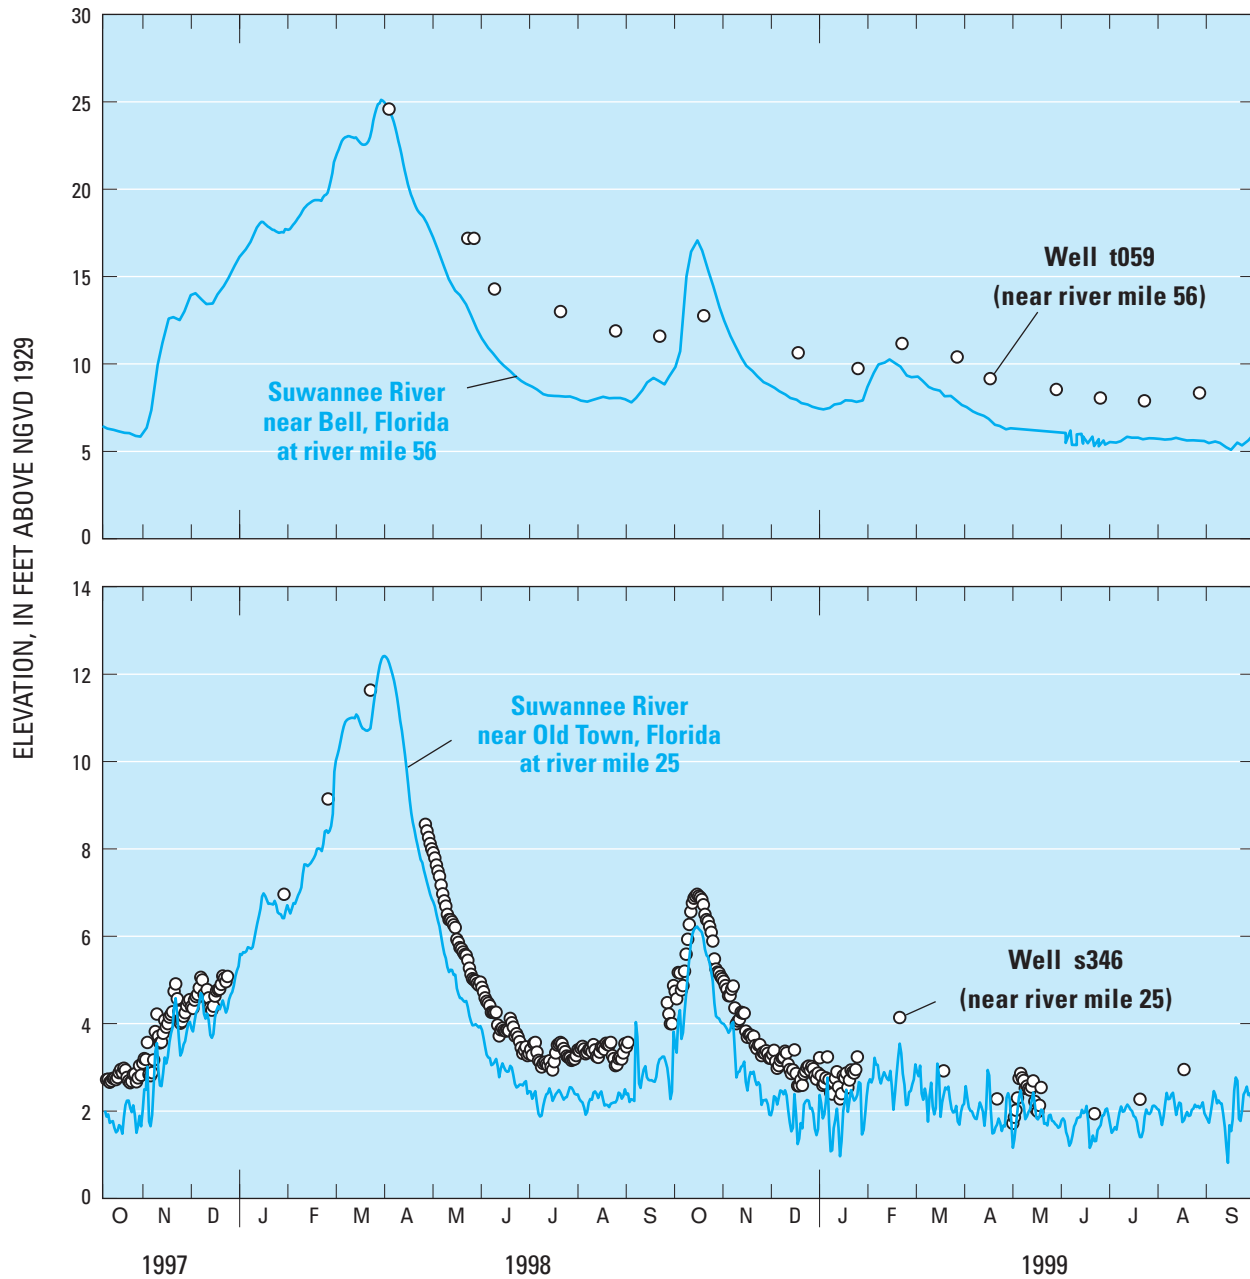 ELEVATION, IN FEET ABOVE NGVD 1929
30
25
20
15
10
5
0
Well t059
(near river mile 56)
Suwannee River
near Bell, Florida
at river mile 56
14
12
10
8
6
4
2
0
Suwannee River
near Old Town, Florida
at river mile 25
Well s346
(near river mile 25)
O N D J F M A M J J A S O N D J F M A M J J A S
1997 1998 1999